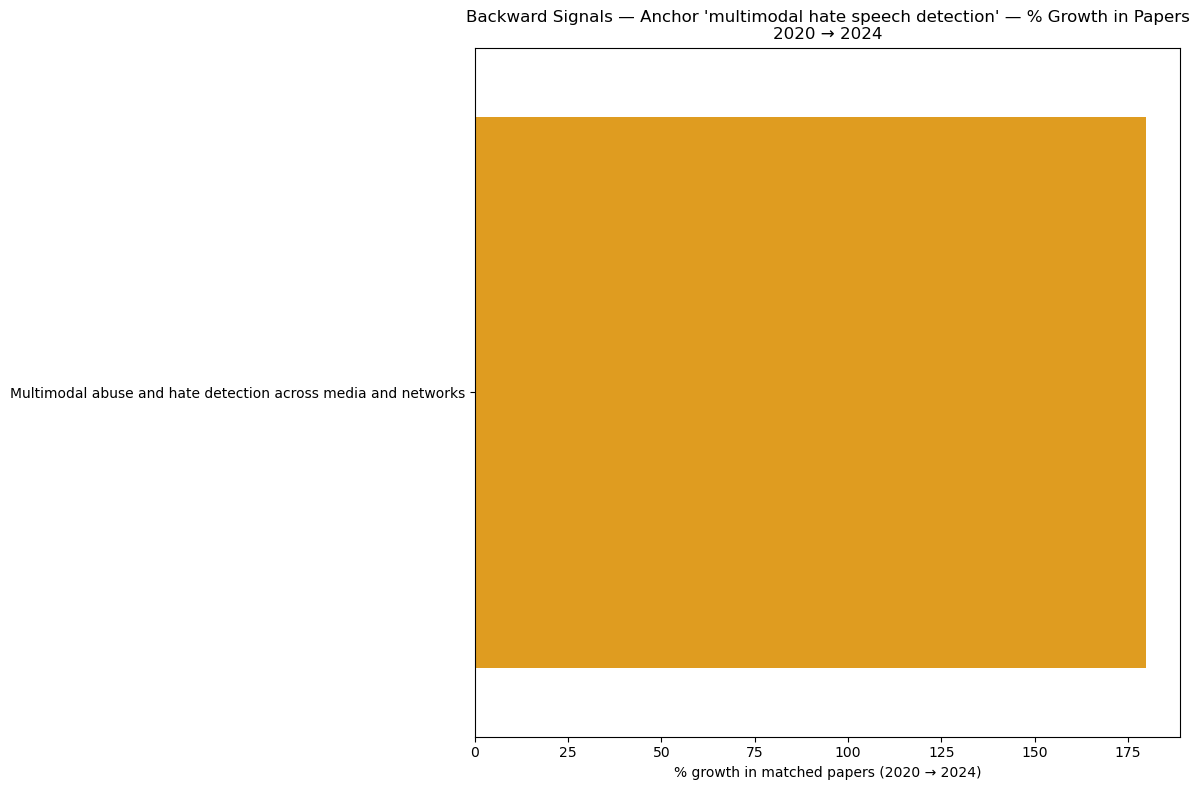 Backward Signals — Anchor 'multimodal hate speech detection' — % Growth in Papers
2020 → 2024
Multimodal abuse and hate detection across media and networks
0 25 50 75 100 125 150 175
% growth in matched papers (2020 → 2024)